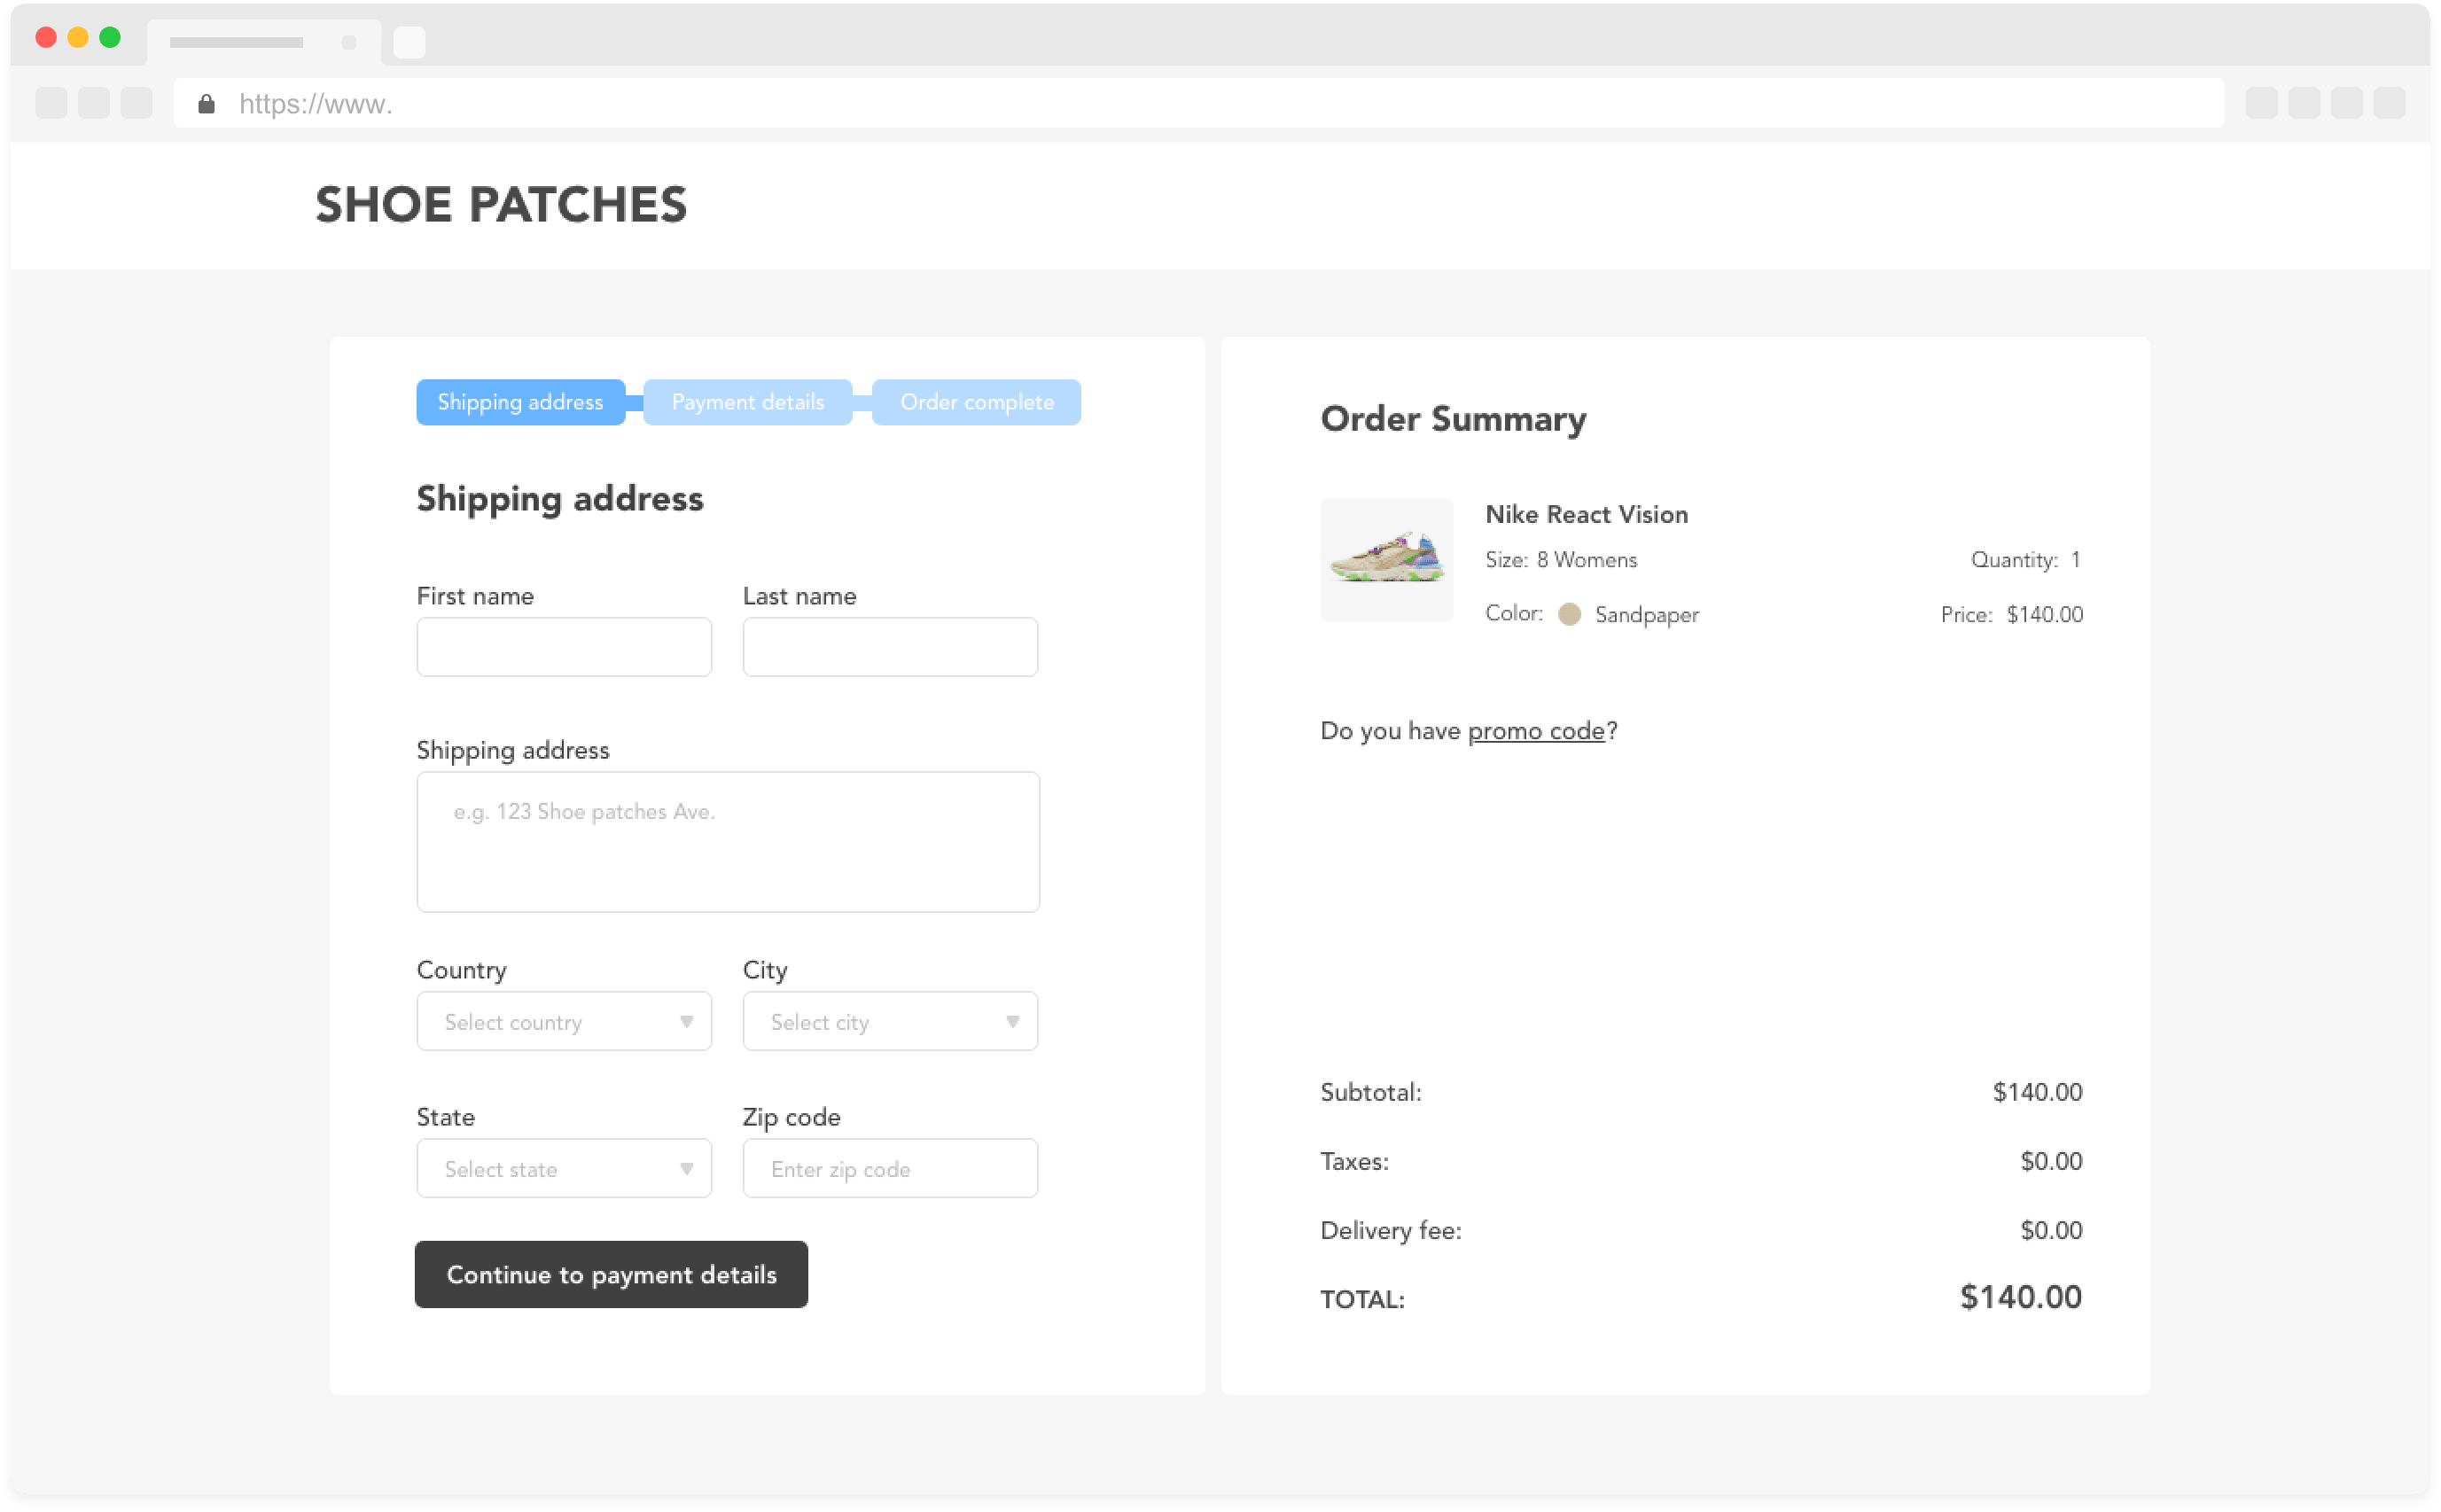 https://www.
SHOE PATCHES
Shipping address
Payment details
Order complete
Shipping address
First name
Last name
Shipping address
e.g. 123 Shoe patches Ave.
Country
City
Select country
Select city
State
Zip code
Select state
Enter zip code
Continue to payment details
Order Summary
Nike React Vision
Size: 8 Womens
Quantity: 1
Color: Sandpaper
Price: $140.00
Do you have promo code?
Subtotal: $140.00
Taxes: $0.00
Delivery fee: $0.00
TOTAL: $140.00